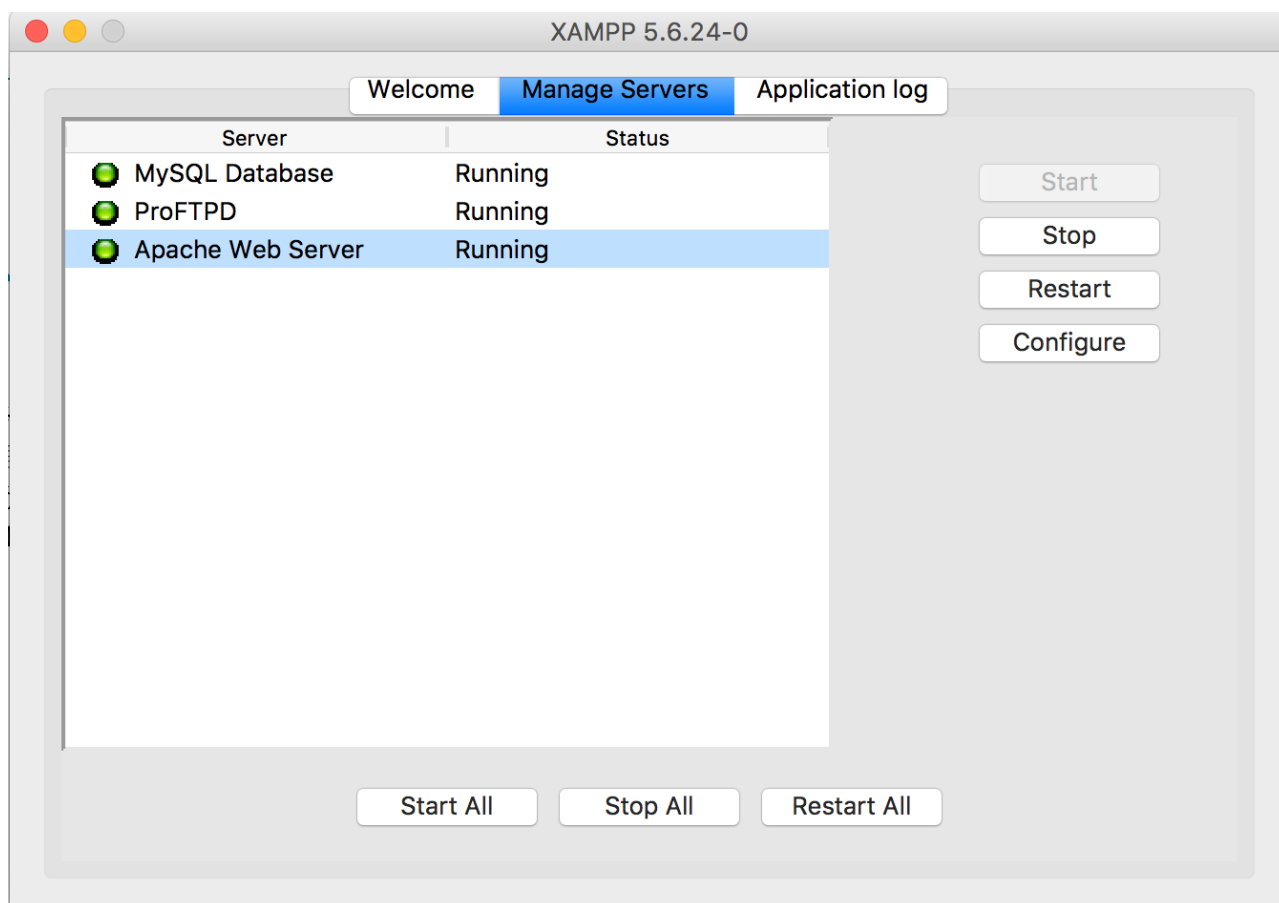 XAMPP 5.6.24-0
Welcome Manage Servers Application log
Server Status
MySQL Database Running
ProFTPD Running
Apache Web Server Running
Start
Stop
Restart
Configure
Start All Stop All Restart All